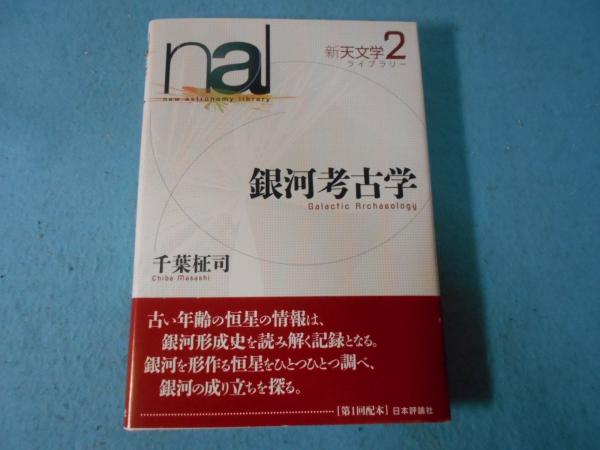 nal
new astronomy library
新天文学2
ライブラリー
銀河考古学
Galactic Archaeology
千葉柾司
Chiba Masashi
古い年齢の恒星の情報は、
銀河形成史を読み解く記録となる。
銀河を形作る恒星をひとつひとつ調べ、
銀河の成り立ちを探る。
[第1回配本] 日本評論社